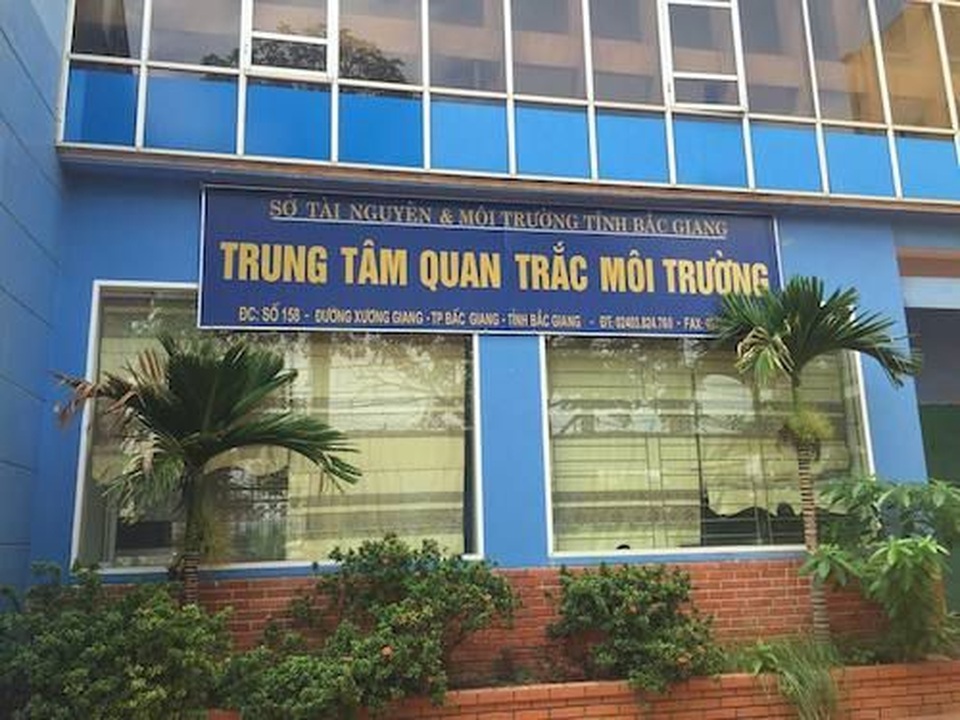 SỞ TÀI NGUYÊN & MÔI TRƯỜNG TỈNH BẮC GIANG
TRUNG TÂM QUAN TRẮC MÔI TRƯỜNG
ĐC: SỐ 158 - ĐƯỜNG XƯƠNG GIANG - TP BẮC GIANG - TỈNH BẮC GIANG - ĐT: 02403.824.760 - FAX: